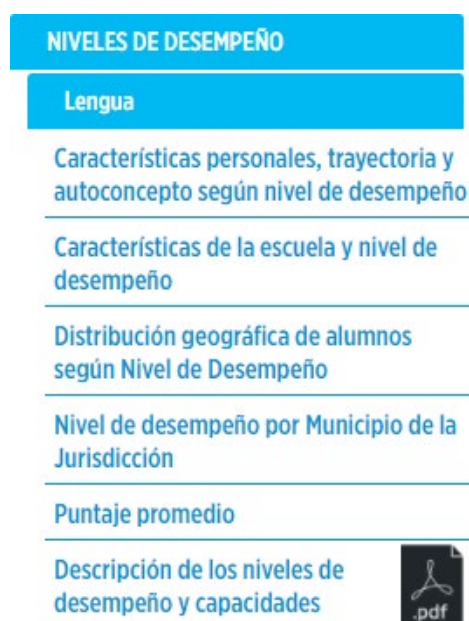 NIVELES DE DESEMPEÑO
Lengua
Características personales, trayectoria y
autoconcepto según nivel de desempeño
Características de la escuela y nivel de
desempeño
Distribución geográfica de alumnos
según Nivel de Desempeño
Nivel de desempeño por Municipio de la
Jurisdicción
Puntaje promedio
Descripción de los niveles de
desempeño y capacidades
.pdf